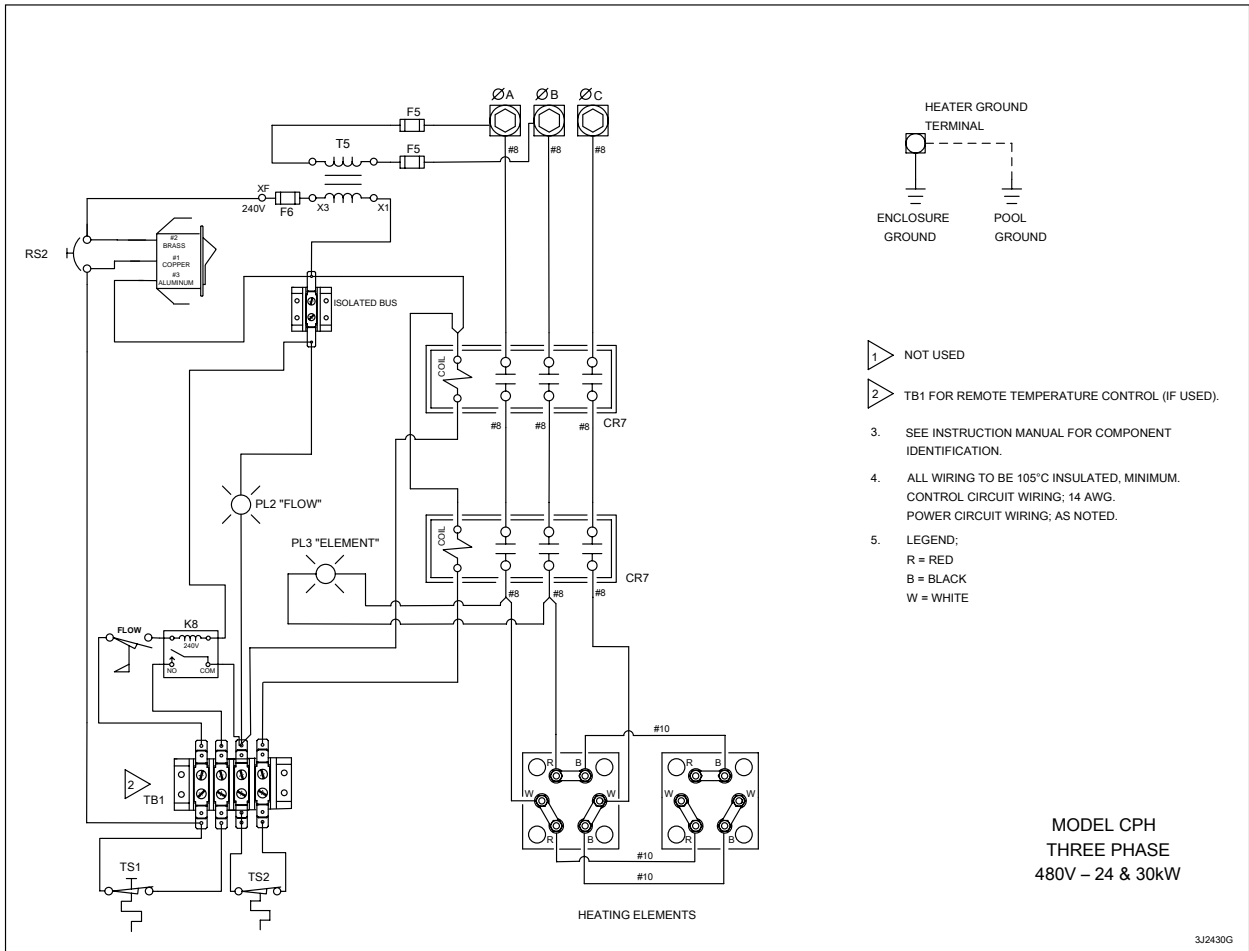 ØA ØB ØC
F5
T5
F5
#8 #8 #8
XF
240V
F6
X3
X1
RS2
#2
BRASS
#1
COPPER
#3
ALUMINUM
ISOLATED BUS
COIL
CR7
#8 #8 #8
PL2 "FLOW"
PL3 "ELEMENT"
COIL
CR7
#8 #8 #8
FLOW
K8
240V
NO COM
2
TB1
TS1
TS2
#10
R B R B
W W W W
R B R B
#10
#10
HEATING ELEMENTS
HEATER GROUND
TERMINAL
ENCLOSURE
GROUND
POOL
GROUND
1 NOT USED
2 TB1 FOR REMOTE TEMPERATURE CONTROL (IF USED).
3. SEE INSTRUCTION MANUAL FOR COMPONENT
IDENTIFICATION.
4. ALL WIRING TO BE 105°C INSULATED, MINIMUM.
CONTROL CIRCUIT WIRING; 14 AWG.
POWER CIRCUIT WIRING; AS NOTED.
5. LEGEND;
R = RED
B = BLACK
W = WHITE
MODEL CPH
THREE PHASE
480V – 24 & 30kW
3J2430G